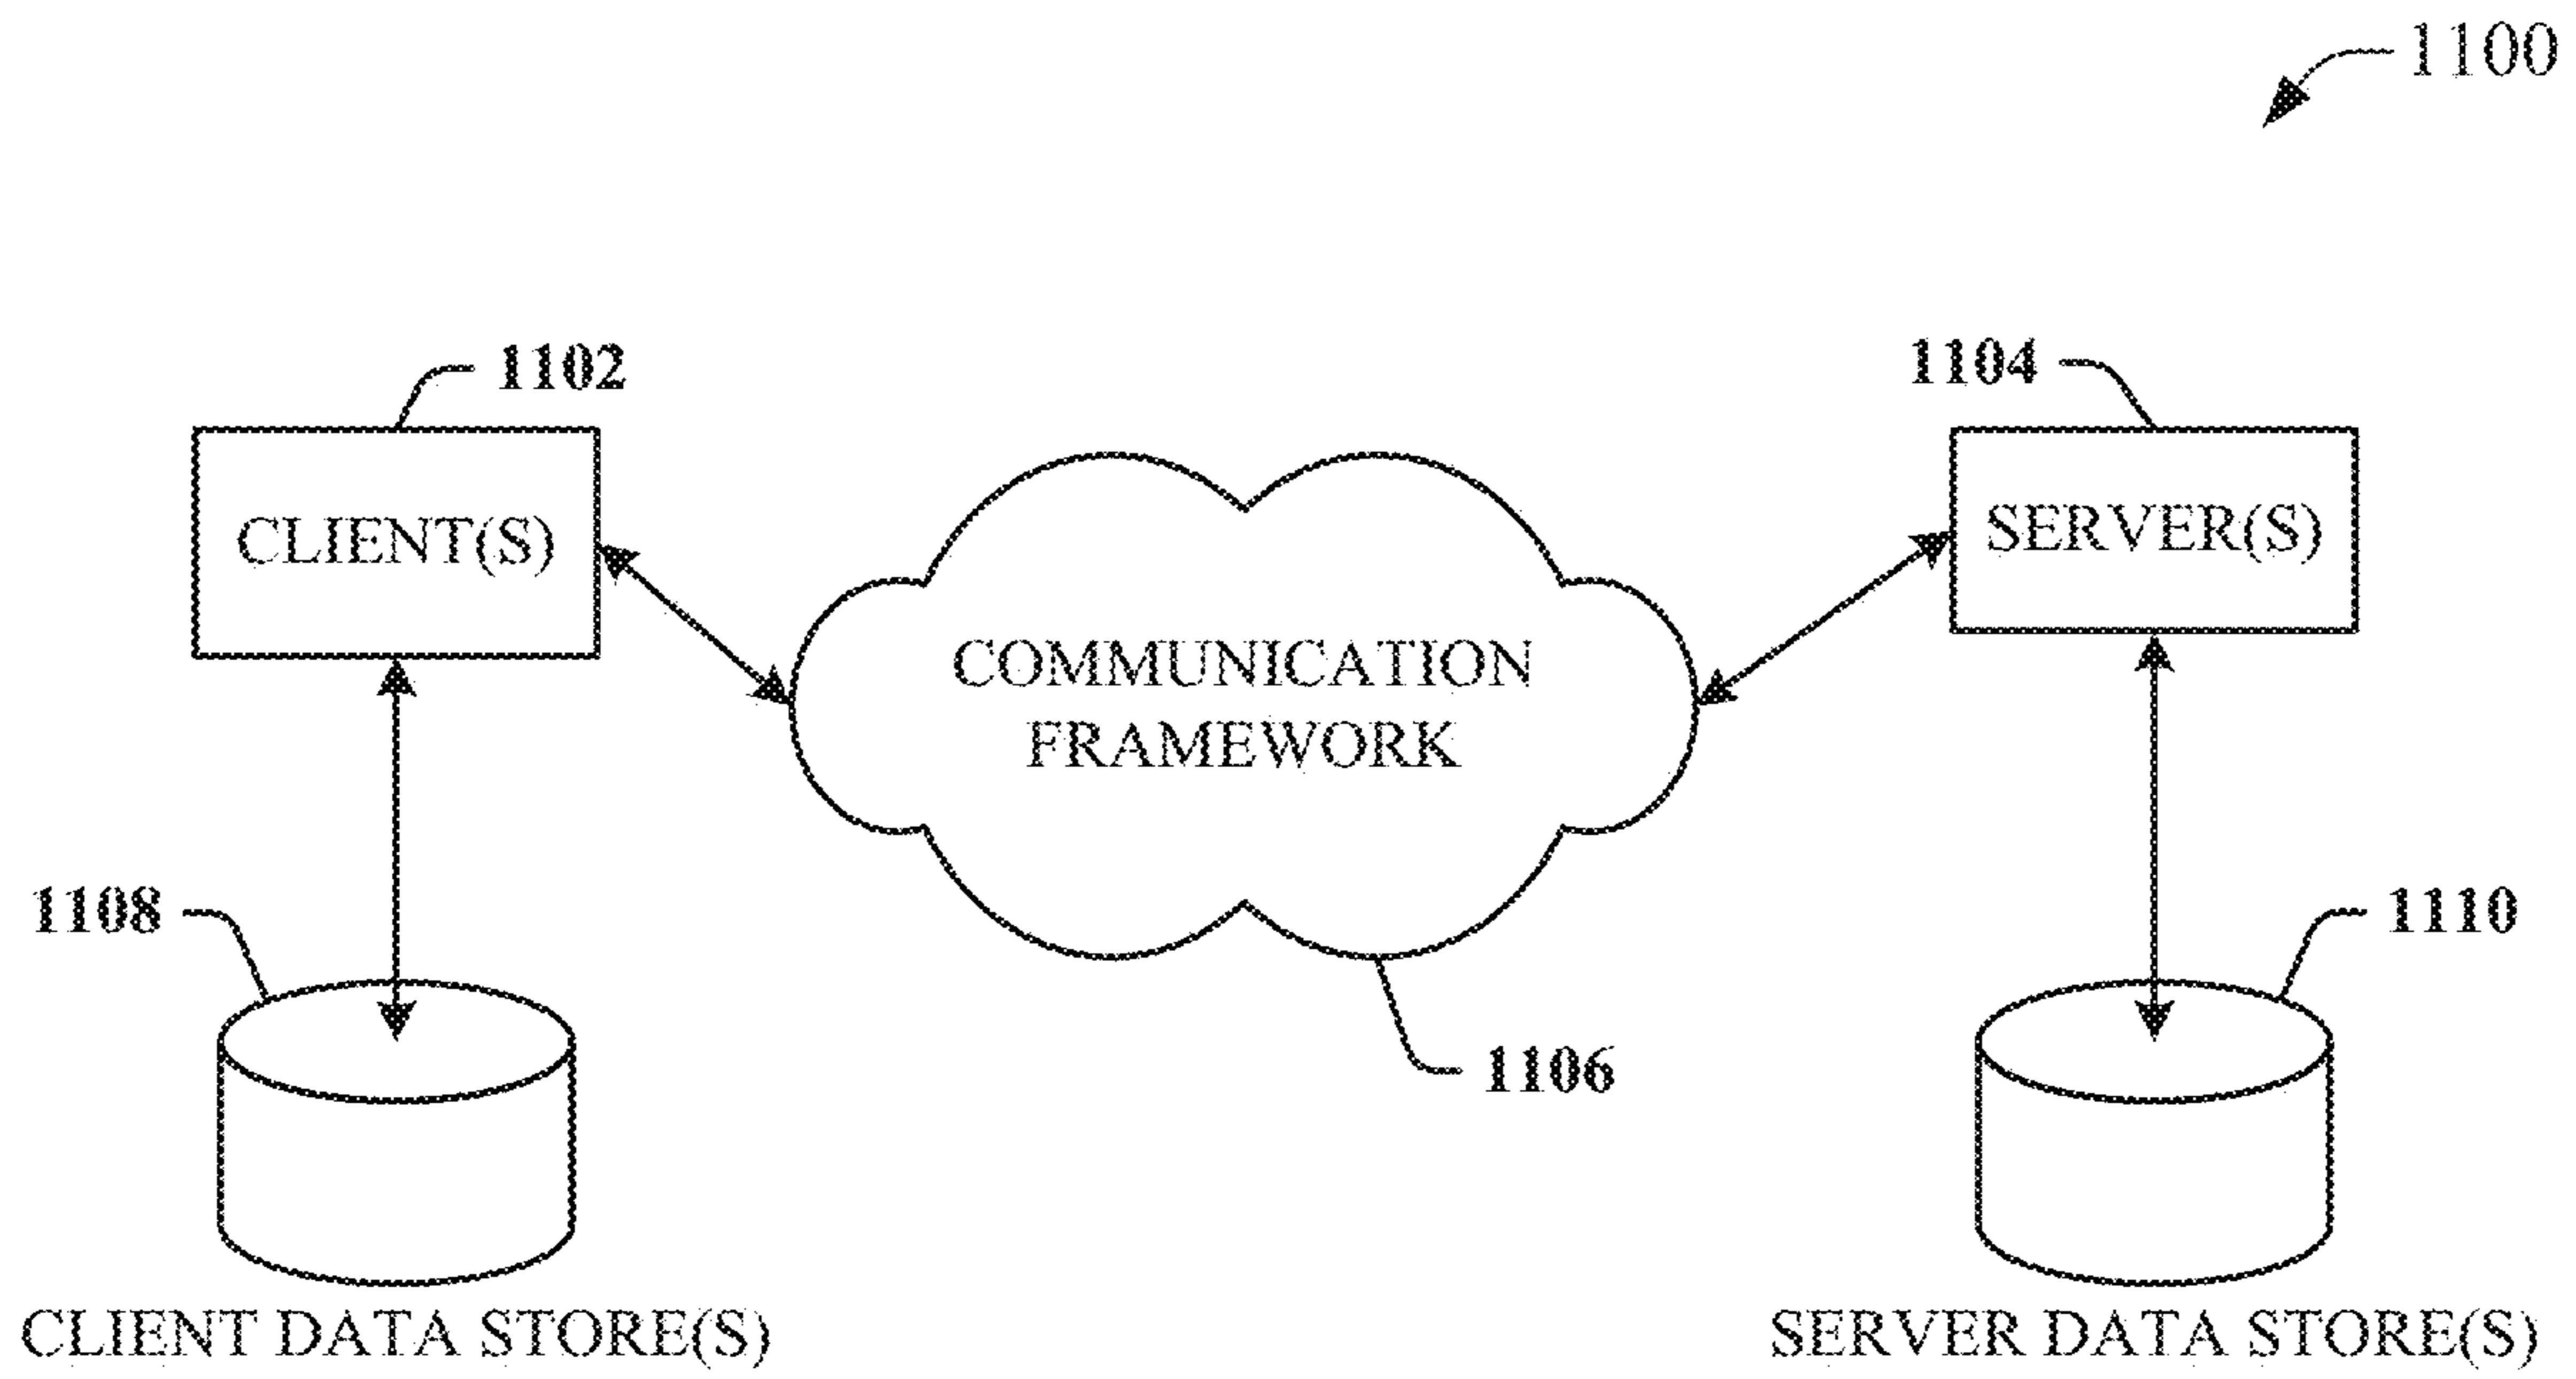 1100
1102
1104
CLIENT(S)
SERVER(S)
COMMUNICATION
FRAMEWORK
1108
1110
1106
CLIENT DATA STORE(S)
SERVER DATA STORE(S)